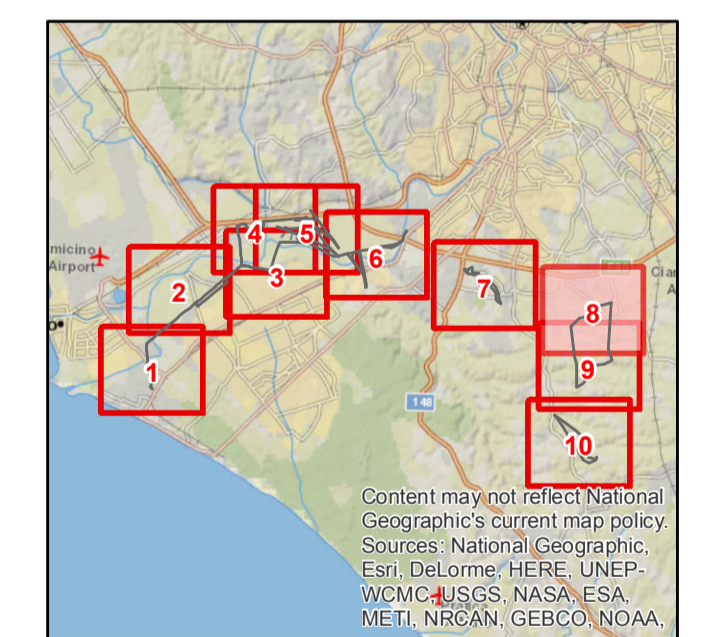 4
5
6
micino
Airport
3
7
2
Cia
A
8
o
1
9
148
10
Content may not reflect National
Geographic's current map policy.
Sources: National Geographic,
Esri, DeLorme, HERE, UNEP-
WCMC, USGS, NASA, ESA,
METI, NRCAN, GEBCO, NOAA,